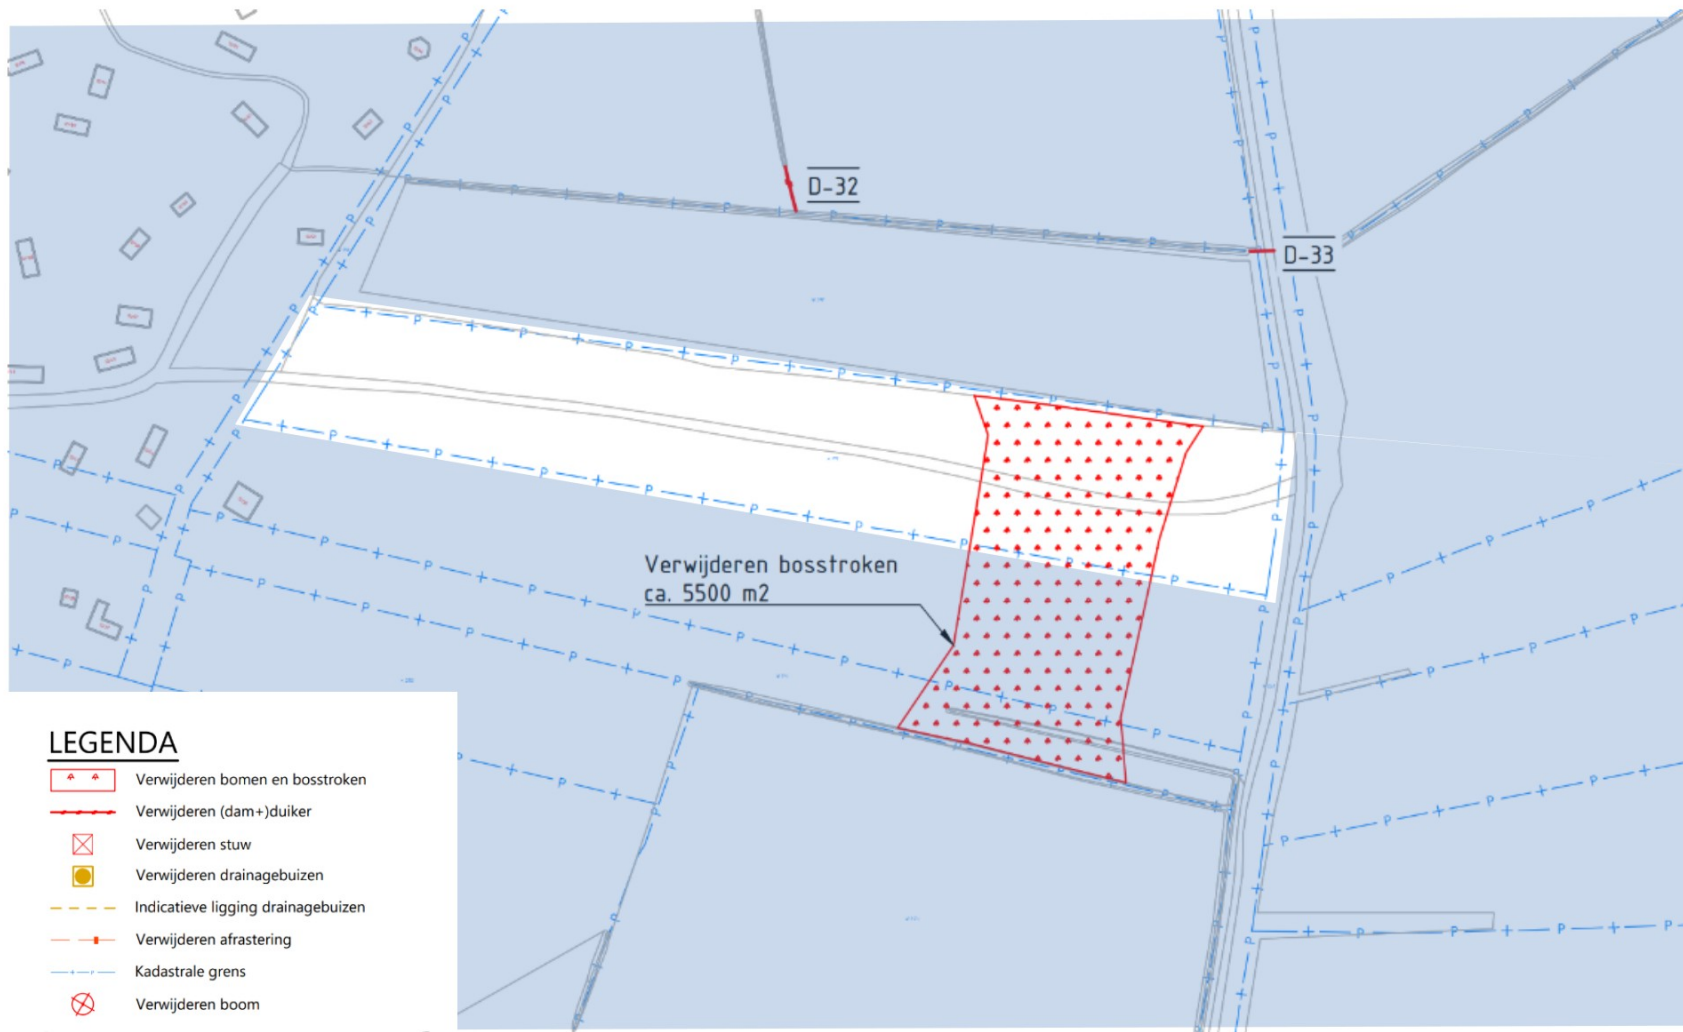 D-32
D-33
Verwijderen bosstroken
ca. 5500 m2
LEGENDA
Verwijderen bomen en bosstroken
Verwijderen (dam+)duiker
Verwijderen stuw
Verwijderen drainagebuizen
Indicatieve ligging drainagebuizen
Verwijderen afrastering
Kadastrale grens
Verwijderen boom